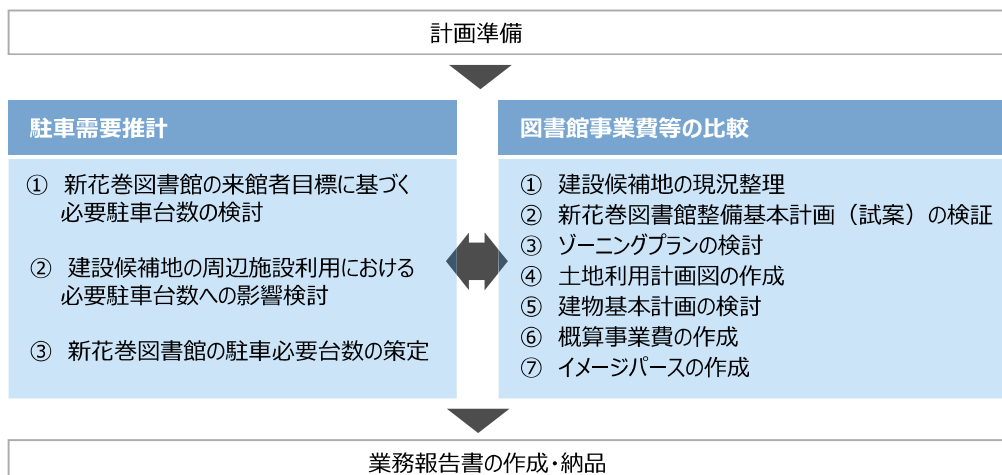 計画準備
駐車需要推計
① 新花巻図書館の来館者目標に基づく
必要駐車台数の検討
② 建設候補地の周辺施設利用における
必要駐車台数への影響検討
③ 新花巻図書館の駐車必要台数の策定
図書館事業費等の比較
① 建設候補地の現況整理
② 新花巻図書館整備基本計画（試案）の検証
③ ゾーニングプランの検討
④ 土地利用計画図の作成
⑤ 建物基本計画の検討
⑥ 概算事業費の作成
⑦ イメージパースの作成
業務報告書の作成・納品